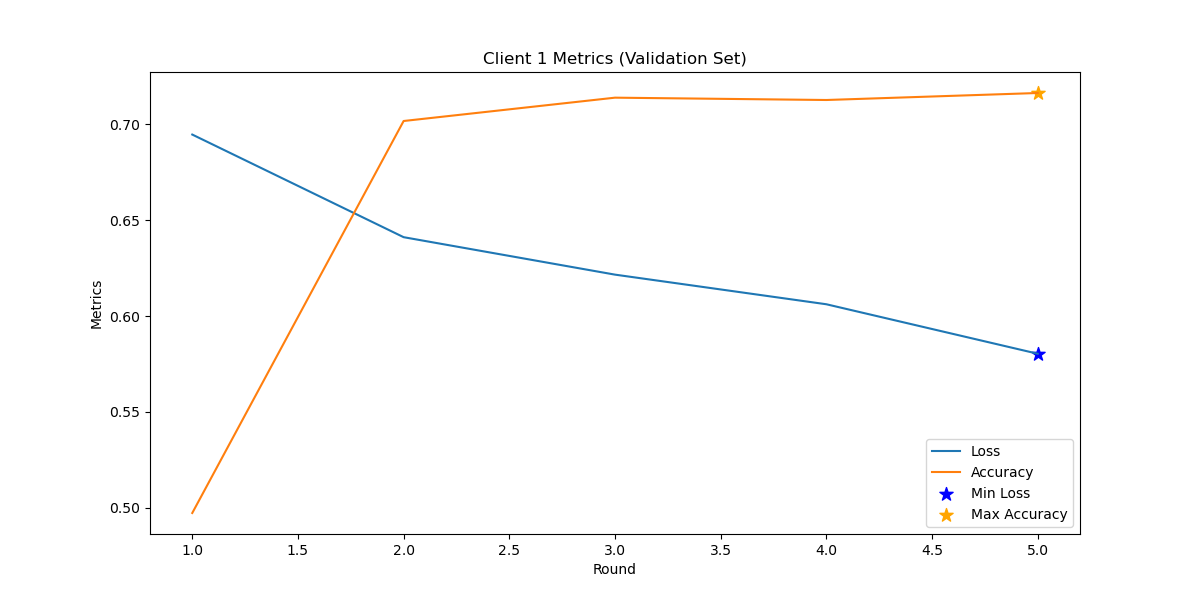 Client 1 Metrics (Validation Set)
Metrics
0.70
0.65
0.60
0.55
0.50
1.0 1.5 2.0 2.5 3.0 3.5 4.0 4.5 5.0
Round
Loss
Accuracy
Min Loss
Max Accuracy